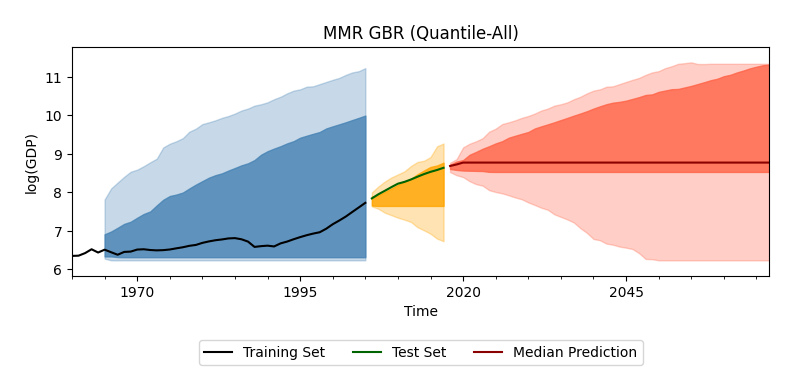 MMR GBR (Quantile-All)
log(GDP)
11
10
9
8
7
6
1970
1995
2020
2045
Time
Training Set
Test Set
Median Prediction